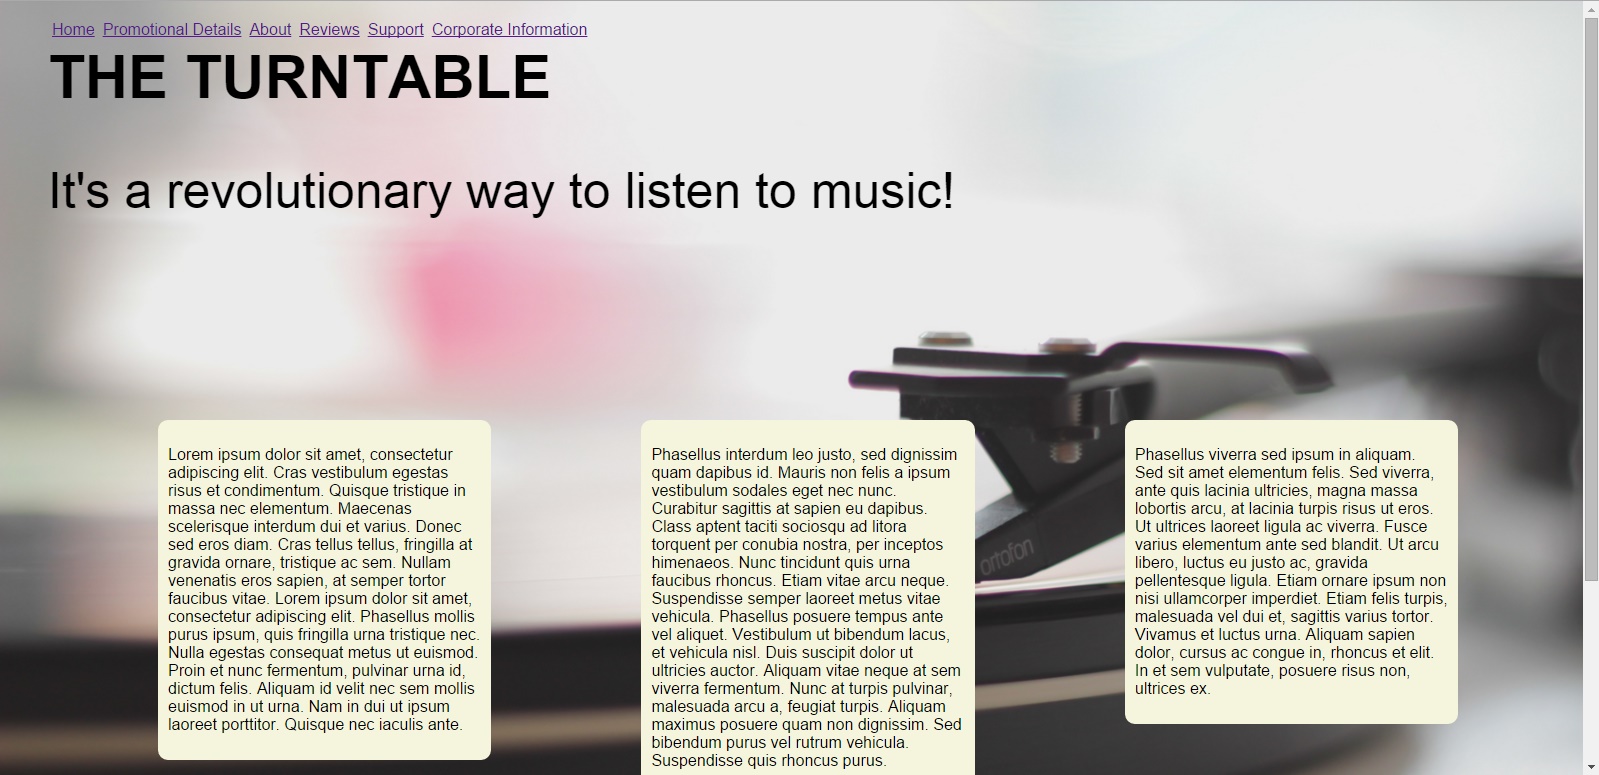 Home Promotional Details About Reviews Support Corporate Information
THE TURNTABLE
It's a revolutionary way to listen to music!
Lorem ipsum dolor sit amet, consectetur
adipiscing elit. Cras vestibulum egestas
risus et condimentum. Quisque tristique in
massa nec elementum. Maecenas
scelerisque interdum dui et varius. Donec
sed eros diam. Cras tellus tellus, fringilla at
gravida ornare, tristique ac sem. Nullam
venenatis eros sapien, at semper tortor
faucibus vitae. Lorem ipsum dolor sit amet,
consectetur adipiscing elit. Phasellus mollis
purus ipsum, quis fringilla urna tristique nec.
Nulla egestas consequat metus ut euismod.
Proin et nunc fermentum, pulvinar urna id,
dictum felis. Aliquam id velit nec sem mollis
euismod in ut urna. Nam in dui ut ipsum
laoreet porttitor. Quisque nec iaculis ante.
Phasellus interdum leo justo, sed dignissim
quam dapibus id. Mauris non felis a ipsum
vestibulum sodales eget nec nunc.
Curabitur sagittis at sapien eu dapibus.
Class aptent taciti sociosqu ad litora
torquent per conubia nostra, per inceptos
himenaeos. Nunc tincidunt quis urna
faucibus rhoncus. Etiam vitae arcu neque.
Suspendisse semper laoreet metus vitae
vehicula. Phasellus posuere tempus ante
vel aliquet. Vestibulum ut bibendum lacus,
et vehicula nisl. Duis suscipit dolor ut
ultricies auctor. Aliquam vitae neque at sem
viverra fermentum. Nunc at turpis pulvinar,
malesuada arcu a, feugiat turpis. Aliquam
maximus posuere quam non dignissim. Sed
bibendum purus vel rutrum vehicula.
Suspendisse quis rhoncus purus.
ortofon
Phasellus viverra sed ipsum in aliquam.
Sed sit amet elementum felis. Sed viverra,
ante quis lacinia ultricies, magna massa
lobortis arcu, at lacinia turpis risus ut eros.
Ut ultrices laoreet ligula ac viverra. Fusce
varius elementum ante sed blandit. Ut arcu
libero, luctus eu justo ac, gravida
pellentesque ligula. Etiam ornare ipsum non
nisi ullamcorper imperdiet. Etiam felis turpis,
malesuada vel dui et, sagittis varius tortor.
Vivamus et luctus urna. Aliquam sapien
dolor, cursus ac congue in, rhoncus et elit.
In et sem vulputate, posuere risus non,
ultrices ex.